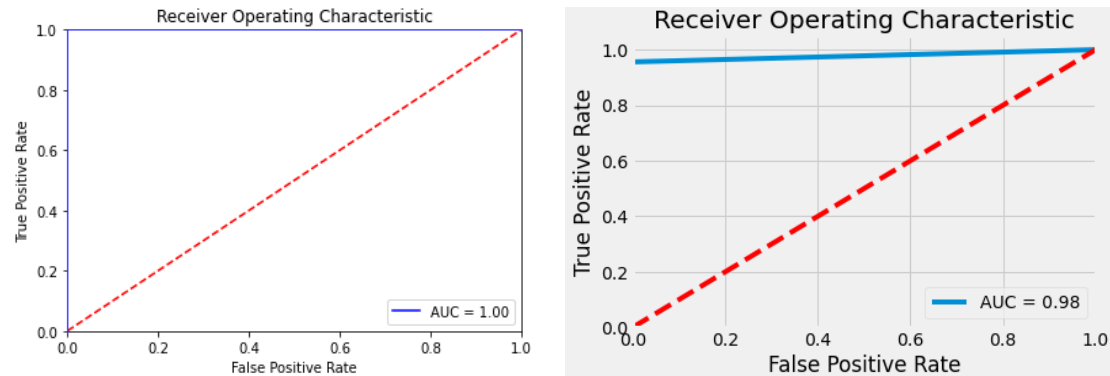 Receiver Operating Characteristic
1.0
0.8
0.6
0.4
0.2
0.0
True Positive Rate
AUC = 1.00
0.0 0.2 0.4 0.6 0.8 1.0
False Positive Rate
Receiver Operating Characteristic
1.0
0.8
0.6
0.4
0.2
0.0
True Positive Rate
AUC = 0.98
0.0 0.2 0.4 0.6 0.8 1.0
False Positive Rate